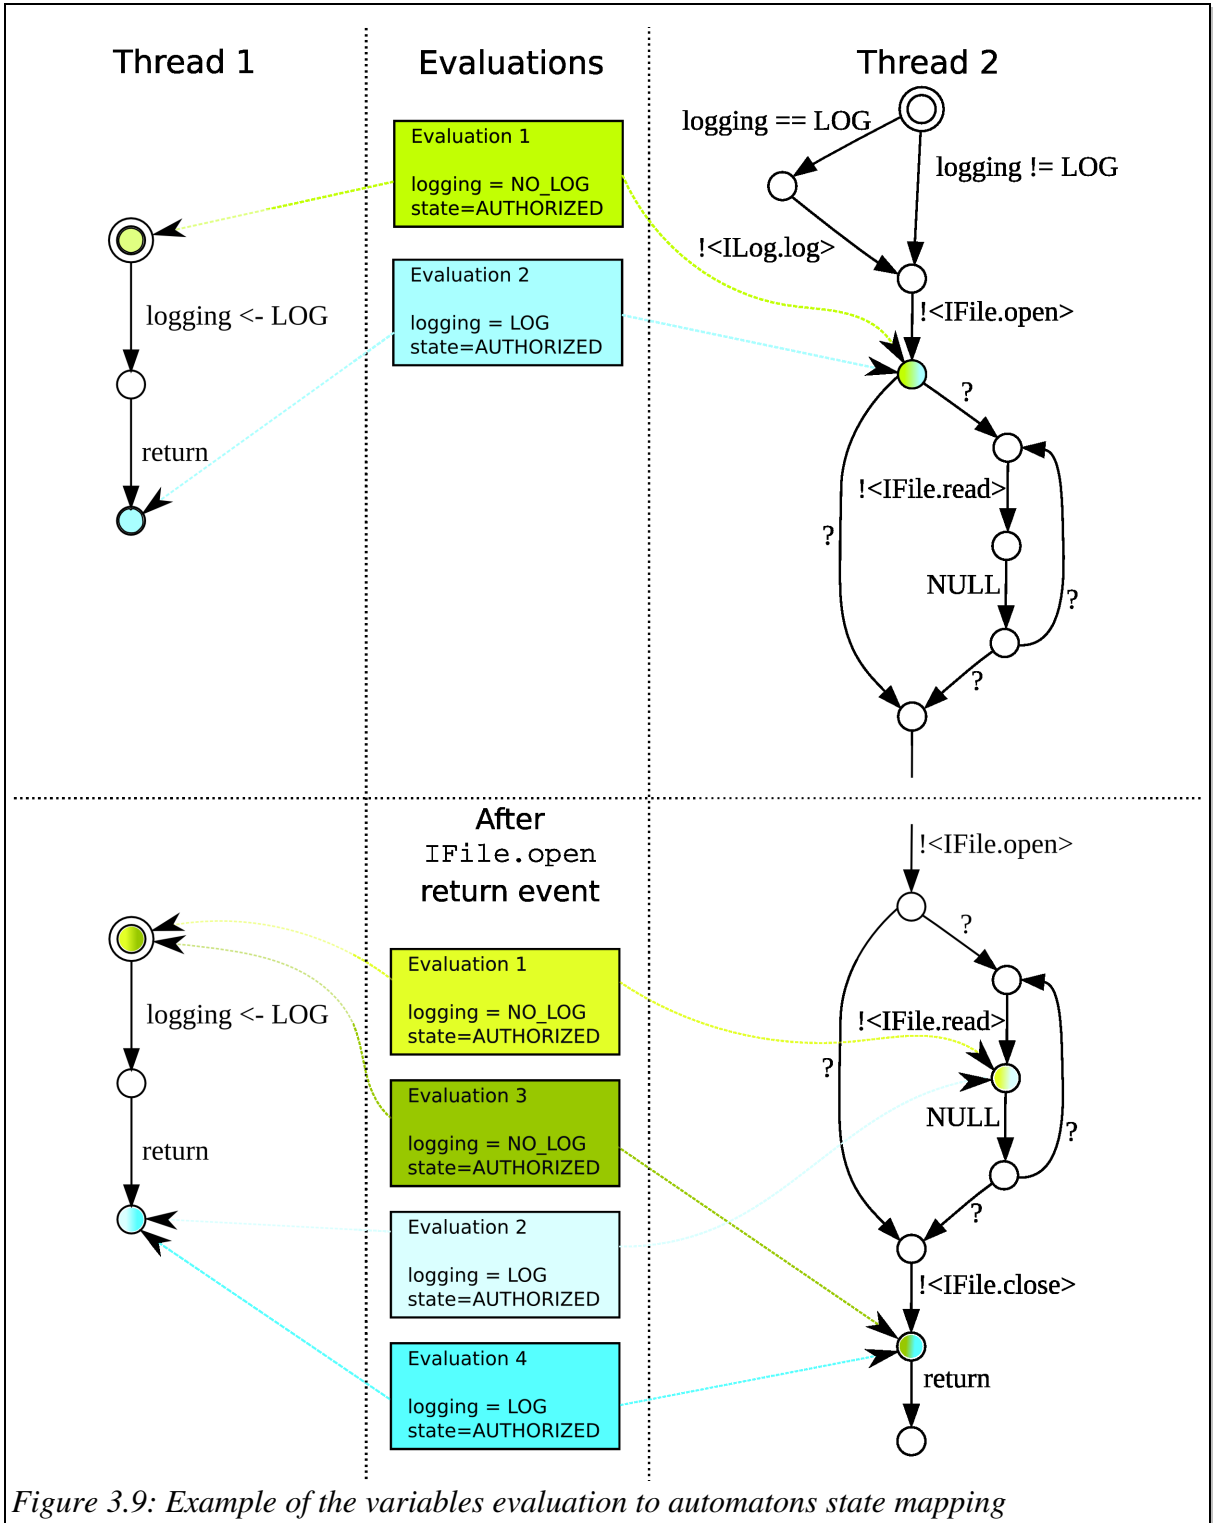 Thread 1
Evaluations
Thread 2
Evaluation 1
logging = NO_LOG
state=AUTHORIZED
Evaluation 2
logging = LOG
state=AUTHORIZED
logging <- LOG
return
logging == LOG
logging != LOG
!<ILog.log>
!<IFile.open>
?
!<IFile.read>
?
NULL
?
?
After
IFile.open
return event
Evaluation 1
logging = NO_LOG
state=AUTHORIZED
Evaluation 3
logging = NO_LOG
state=AUTHORIZED
Evaluation 2
logging = LOG
state=AUTHORIZED
Evaluation 4
logging = LOG
state=AUTHORIZED
logging <- LOG
return
!<IFile.open>
?
!<IFile.read>
?
NULL
?
?
!<IFile.close>
return
Figure 3.9: Example of the variables evaluation to automatons state mapping